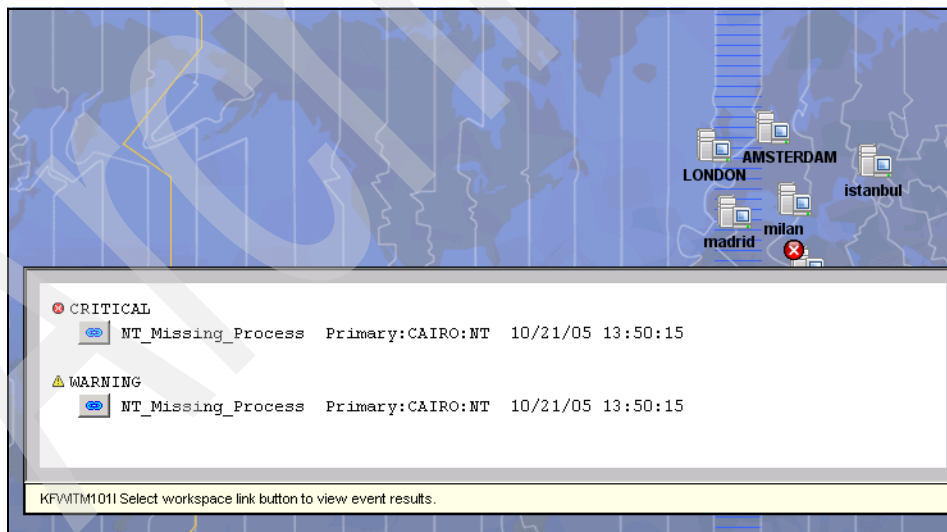 AMSTERDAM
LONDON
istanbul
milan
madrid
CRITICAL
NT_Missing_Process Primary:CAIRO:NT 10/21/05 13:50:15
WARNING
NT_Missing_Process Primary:CAIRO:NT 10/21/05 13:50:15
KFWITM101I Select workspace link button to view event results.